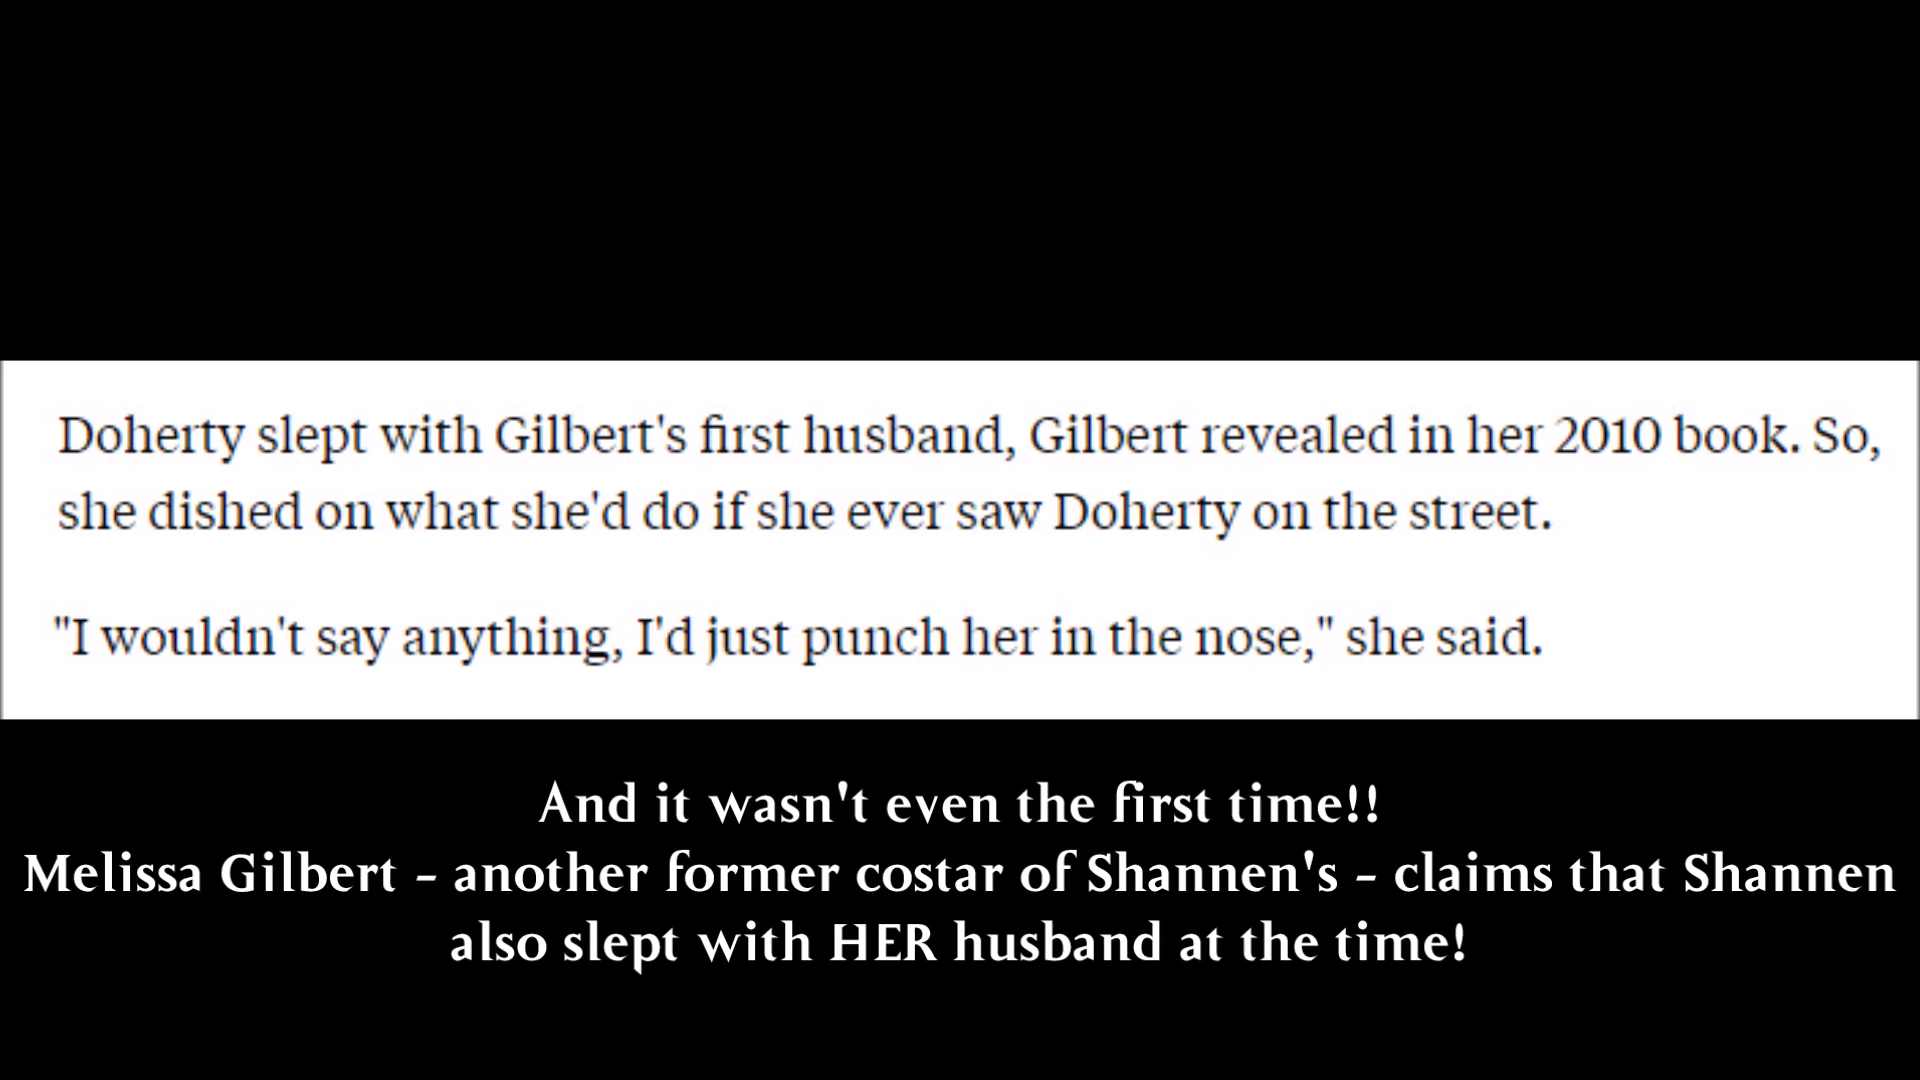 Doherty slept with Gilbert's first husband, Gilbert revealed in her 2010 book. So,
she dished on what she'd do if she ever saw Doherty on the street.
"I wouldn't say anything, I'd just punch her in the nose," she said.
And it wasn't even the first time!!
Melissa Gilbert - another former costar of Shannen's - claims that Shannen
also slept with HER husband at the time!